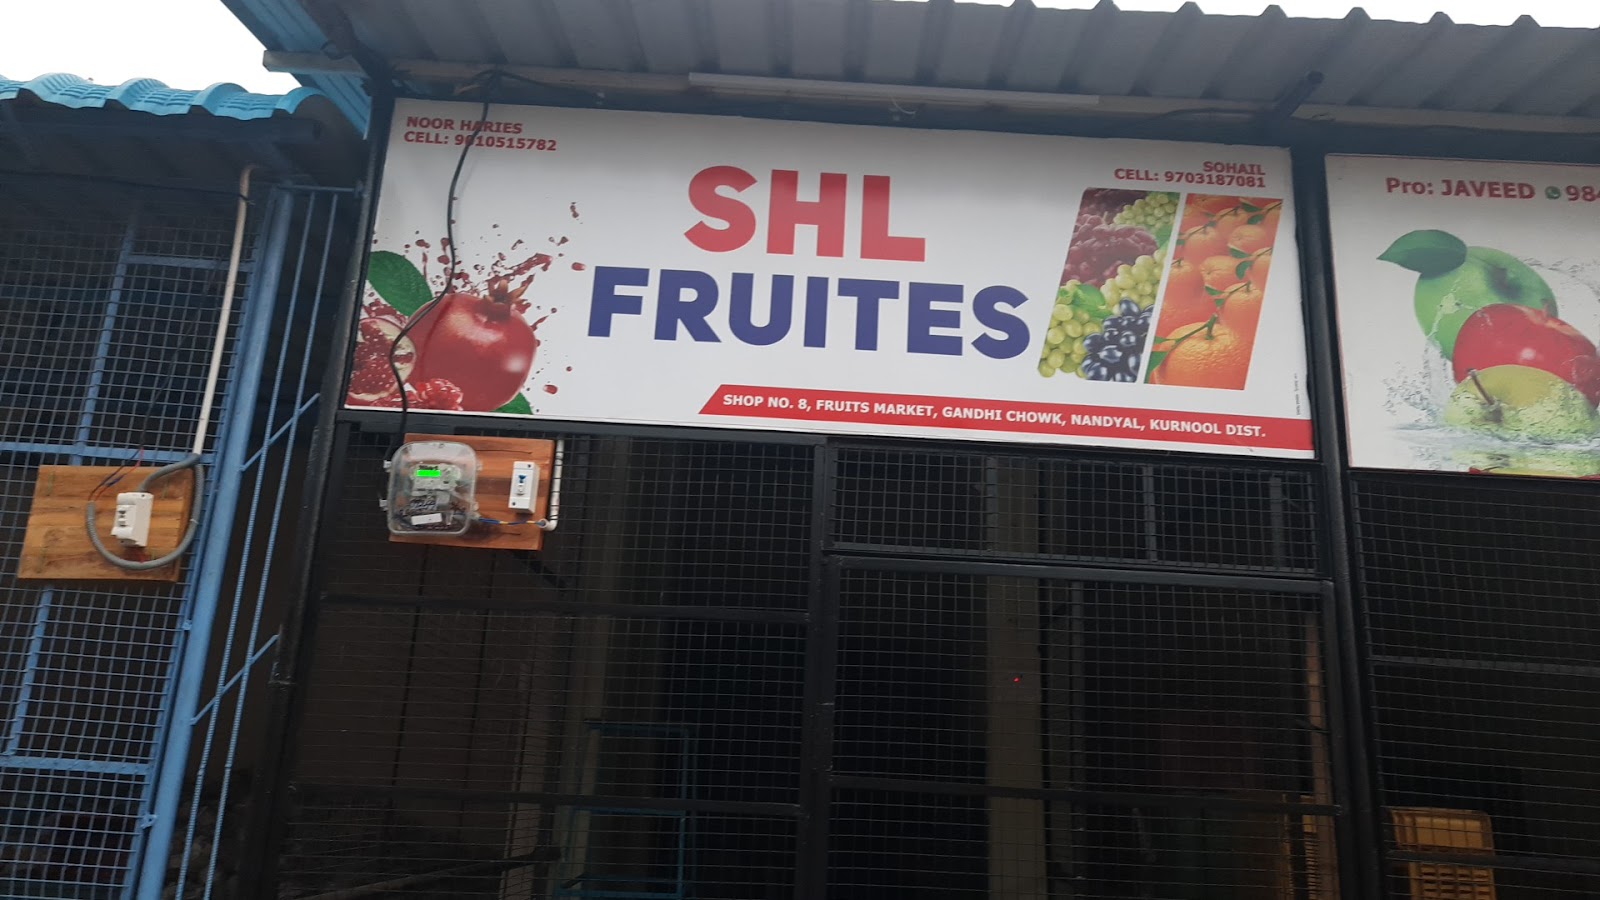 NOOR HARIES
CELL: 9010515782
SOHAIL
CELL: 9703187081
SHL
FRUITES
SHOP NO. 8, FRUITS MARKET, GANDHI CHOWK, NANDYAL, KURNOOL DIST.
Pro: JAVEED 984